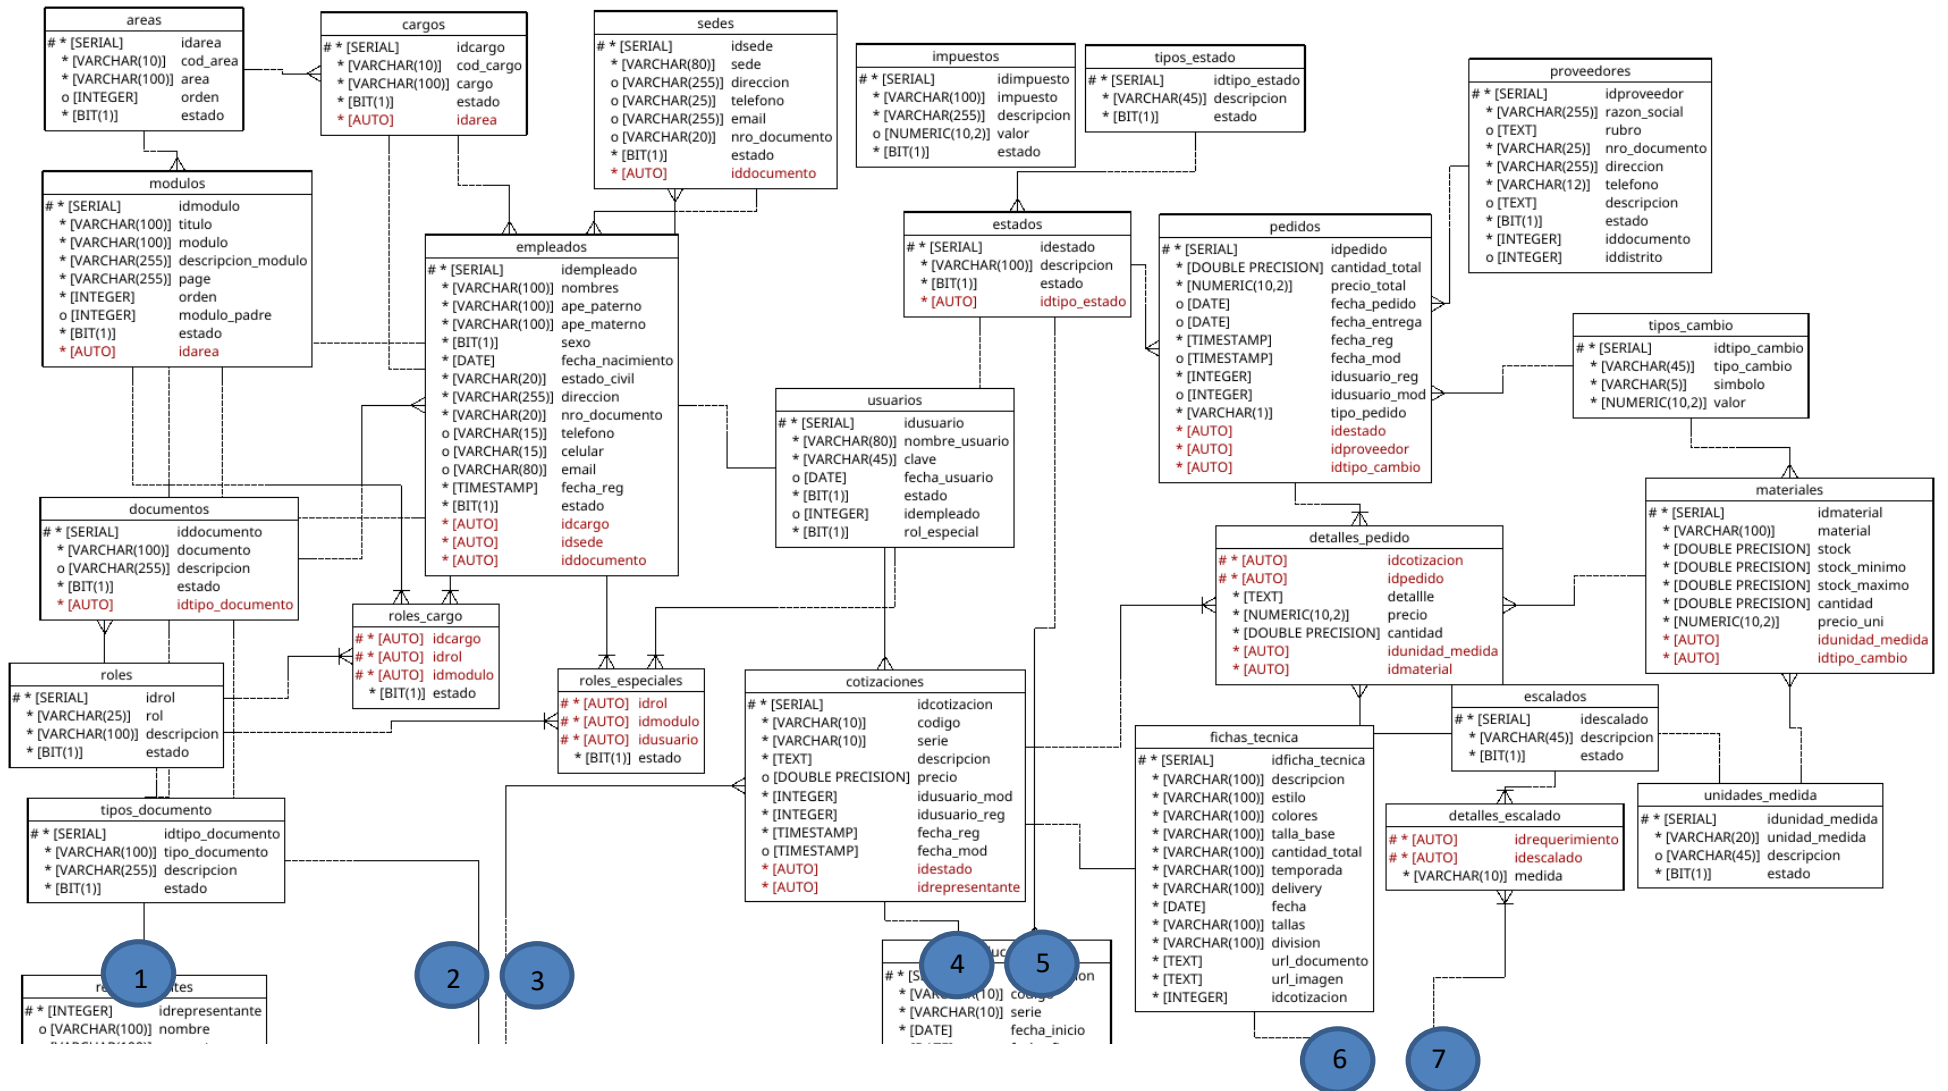 areas
# * [SERIAL] idarea
* [VARCHAR(10)] cod_area
* [VARCHAR(100)] area
o [INTEGER] orden
* [BIT(1)] estado
cargos
# * [SERIAL] idcargo
* [VARCHAR(10)] cod_cargo
* [VARCHAR(100)] cargo
* [BIT(1)] estado
* [AUTO] idarea
sedes
# * [SERIAL] idsede
* [VARCHAR(80)] sede
o [VARCHAR(255)] direccion
o [VARCHAR(25)] telefono
o [VARCHAR(255)] email
o [VARCHAR(20)] nro_documento
* [BIT(1)] estado
* [AUTO] iddocumento
impuestos
# * [SERIAL] idimpuesto
* [VARCHAR(100)] impuesto
* [VARCHAR(255)] descripcion
o [NUMERIC(10,2)] valor
* [BIT(1)] estado
tipos_estado
# * [SERIAL] idtipo_estado
* [VARCHAR(45)] descripcion
* [BIT(1)] estado
proveedores
# * [SERIAL] idproveedor
* [VARCHAR(255)] razon_social
o [TEXT] rubro
* [VARCHAR(25)] nro_documento
* [VARCHAR(255)] direccion
* [VARCHAR(12)] telefono
o [TEXT] descripcion
* [BIT(1)] estado
* [INTEGER] iddocumento
o [INTEGER] iddistrito
modulos
# * [SERIAL] idmodulo
* [VARCHAR(100)] titulo
* [VARCHAR(100)] modulo
* [VARCHAR(255)] descripcion_modulo
* [VARCHAR(255)] page
* [INTEGER] orden
o [INTEGER] modulo_padre
* [BIT(1)] estado
* [AUTO] idarea
empleados
# * [SERIAL] idempleado
* [VARCHAR(100)] nombres
* [VARCHAR(100)] ape_paterno
* [VARCHAR(100)] ape_materno
* [BIT(1)] sexo
* [DATE] fecha_nacimiento
* [VARCHAR(20)] estado_civil
* [VARCHAR(255)] direccion
* [VARCHAR(20)] nro_documento
o [VARCHAR(15)] telefono
o [VARCHAR(15)] celular
o [VARCHAR(80)] email
* [TIMESTAMP] fecha_reg
* [BIT(1)] estado
* [AUTO] idcargo
* [AUTO] idsede
* [AUTO] iddocumento
estados
# * [SERIAL] idestado
* [VARCHAR(100)] descripcion
* [BIT(1)] estado
* [AUTO] idtipo_estado
pedidos
# * [SERIAL] idpedido
* [DOUBLE PRECISION] cantidad_total
* [NUMERIC(10,2)] precio_total
o [DATE] fecha_pedido
o [DATE] fecha_entrega
* [TIMESTAMP] fecha_reg
o [TIMESTAMP] fecha_mod
* [INTEGER] idusuario_reg
o [INTEGER] idusuario_mod
* [VARCHAR(1)] tipo_pedido
* [AUTO] idestado
* [AUTO] idproveedor
* [AUTO] idtipo_cambio
tipos_cambio
# * [SERIAL] idtipo_cambio
* [VARCHAR(45)] tipo_cambio
* [VARCHAR(5)] simbolo
* [NUMERIC(10,2)] valor
usuarios
# * [SERIAL] idusuario
* [VARCHAR(80)] nombre_usuario
* [VARCHAR(45)] clave
o [DATE] fecha_usuario
* [BIT(1)] estado
o [INTEGER] idempleado
* [BIT(1)] rol_especial
documentos
# * [SERIAL] iddocumento
* [VARCHAR(100)] documento
o [VARCHAR(255)] descripcion
* [BIT(1)] estado
* [AUTO] idtipo_documento
detalles_pedido
# * [AUTO] idcotizacion
# * [AUTO] idpedido
* [TEXT] detallle
* [NUMERIC(10,2)] precio
* [DOUBLE PRECISION] cantidad
* [AUTO] idunidad_medida
* [AUTO] idmaterial
materiales
# * [SERIAL] idmaterial
* [VARCHAR(100)] material
* [DOUBLE PRECISION] stock
* [DOUBLE PRECISION] stock_minimo
* [DOUBLE PRECISION] stock_maximo
* [DOUBLE PRECISION] cantidad
* [NUMERIC(10,2)] precio_uni
* [AUTO] idunidad_medida
* [AUTO] idtipo_cambio
roles_cargo
# * [AUTO] idcargo
# * [AUTO] idrol
# * [AUTO] idmodulo
* [BIT(1)] estado
roles
# * [SERIAL] idrol
* [VARCHAR(25)] rol
* [VARCHAR(100)] descripcion
* [BIT(1)] estado
roles_especiales
# * [AUTO] idrol
# * [AUTO] idmodulo
# * [AUTO] idusuario
* [BIT(1)] estado
cotizaciones
# * [SERIAL] idcotizacion
* [VARCHAR(10)] codigo
* [VARCHAR(10)] serie
* [TEXT] descripcion
o [DOUBLE PRECISION] precio
* [INTEGER] idusuario_mod
* [INTEGER] idusuario_reg
* [TIMESTAMP] fecha_reg
o [TIMESTAMP] fecha_mod
* [AUTO] idestado
* [AUTO] idrepresentante
escalados
# * [SERIAL] idescalado
* [VARCHAR(45)] descripcion
* [BIT(1)] estado
fichas_tecnica
# * [SERIAL] idficha_tecnica
* [VARCHAR(100)] descripcion
* [VARCHAR(100)] estilo
* [VARCHAR(100)] colores
* [VARCHAR(100)] talla_base
* [VARCHAR(100)] cantidad_total
* [VARCHAR(100)] temporada
* [VARCHAR(100)] delivery
* [DATE] fecha
* [VARCHAR(100)] tallas
* [VARCHAR(100)] division
* [TEXT] url_documento
* [TEXT] url_imagen
* [INTEGER] idcotizacion
unidades_medida
# * [SERIAL] idunidad_medida
* [VARCHAR(20)] unidad_medida
o [VARCHAR(45)] descripcion
* [BIT(1)] estado
detalles_escalado
# * [AUTO] idrequerimiento
# * [AUTO] idescalado
* [VARCHAR(10)] medida
tipos_documento
# * [SERIAL] idtipo_documento
* [VARCHAR(100)] tipo_documento
* [VARCHAR(255)] descripcion
* [BIT(1)] estado
1
2
3
4
5
# * [INTEGER] idrepresentante
o [VARCHAR(100)] nombre
* [VARCHAR(10)] serie
* [DATE] fecha_inicio
6
7